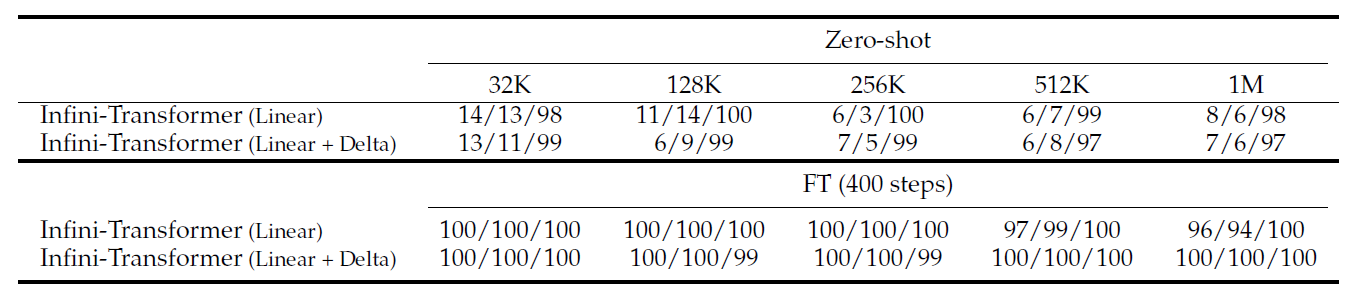 Zero-shot
32K 128K 256K 512K 1M
Infini-Transformer (Linear) 14/13/98 11/14/100 6/3/100 6/7/99 8/6/98
Infini-Transformer (Linear + Delta) 13/11/99 6/9/99 7/5/99 6/8/97 7/6/97
FT (400 steps)
Infini-Transformer (Linear) 100/100/100 100/100/100 100/100/100 97/99/100 96/94/100
Infini-Transformer (Linear + Delta) 100/100/100 100/100/99 100/100/99 100/100/100 100/100/100